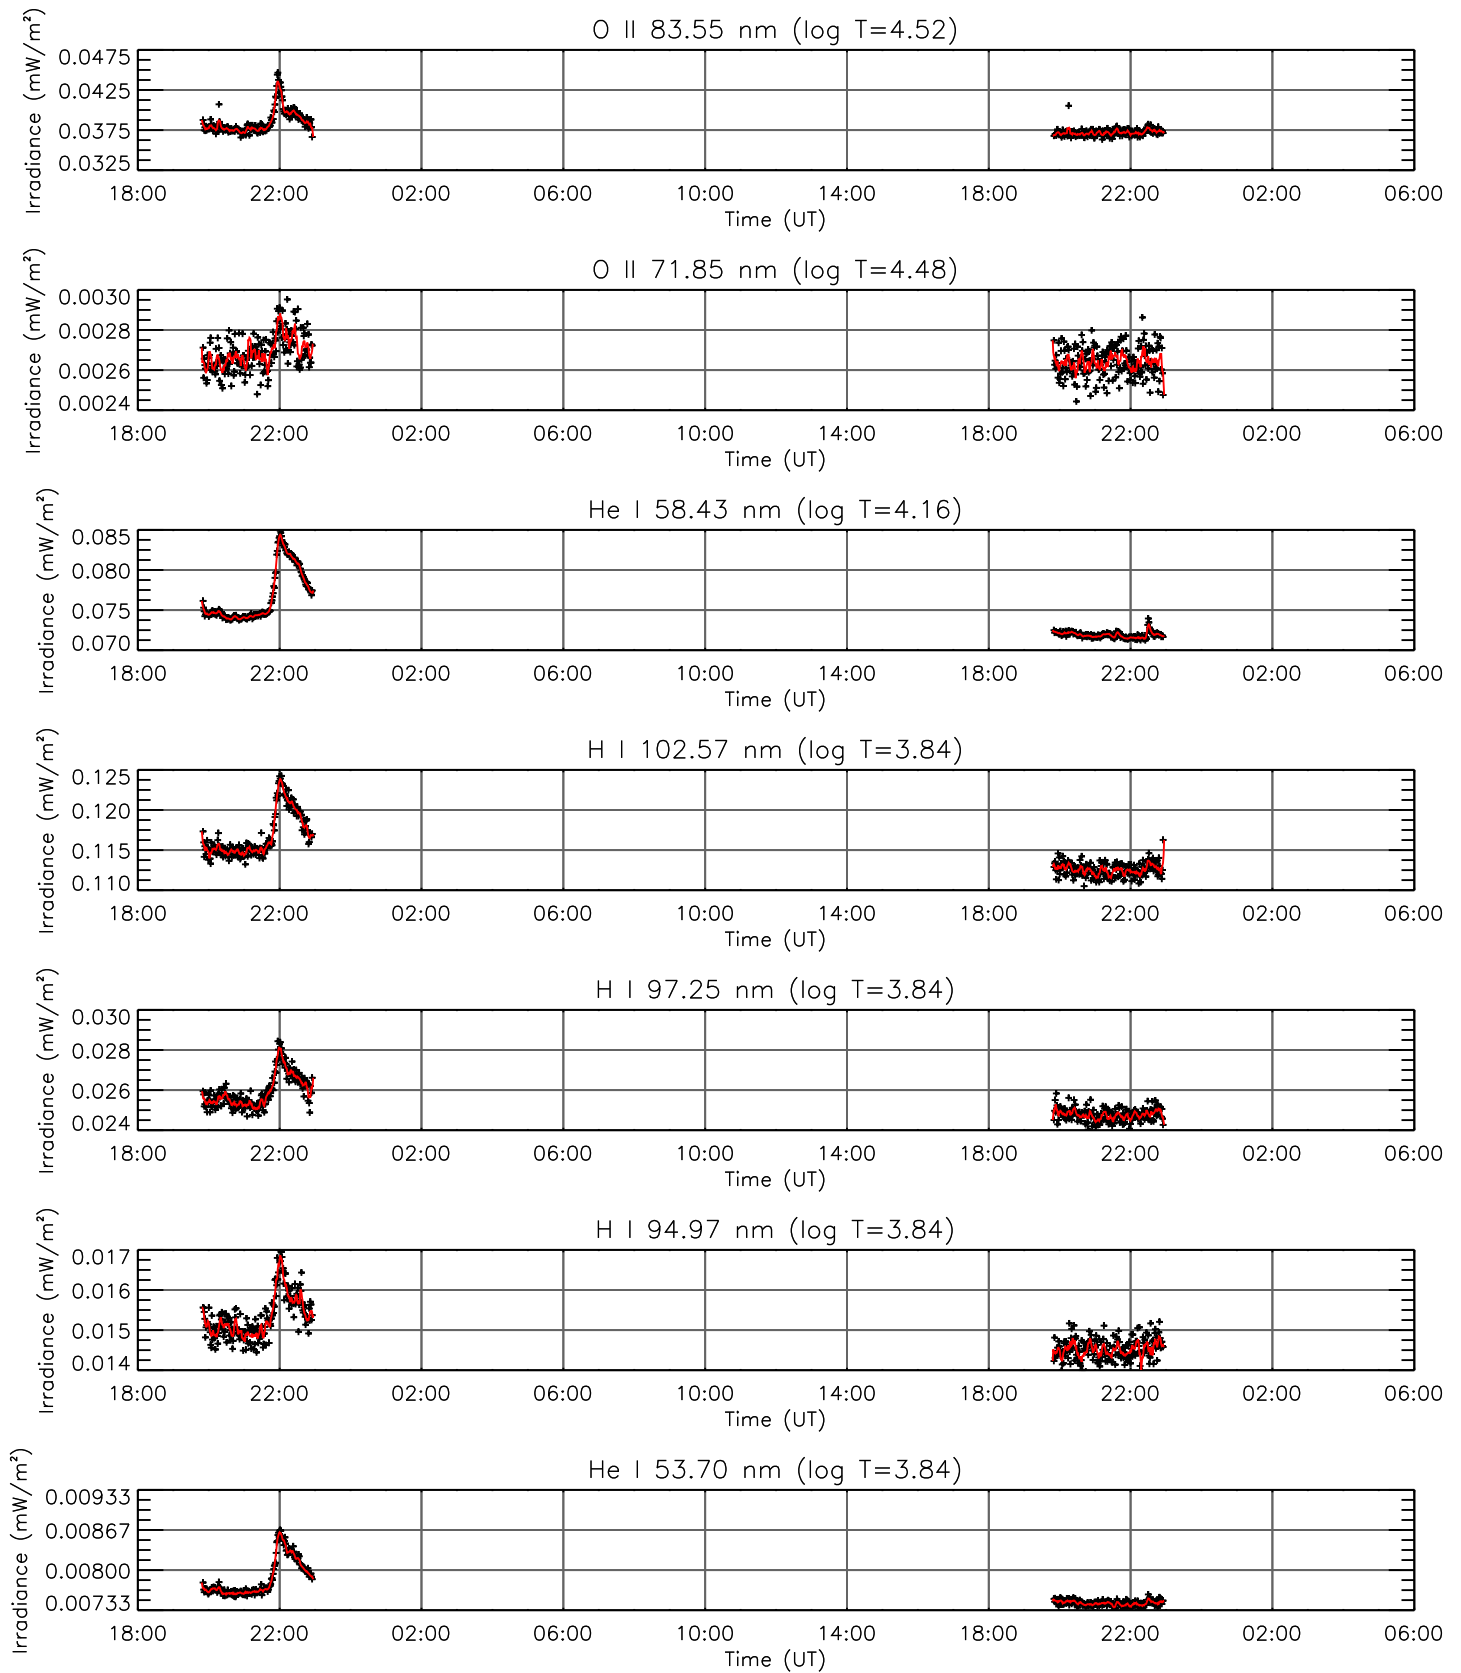 O II 83.55 nm (log T=4.52)
Irradiance (mW/m²)
0.0475
0.0425
0.0375
0.0325
18:00 22:00 02:00 06:00 10:00 14:00 18:00 22:00 02:00 06:00
Time (UT)
O II 71.85 nm (log T=4.48)
Irradiance (mW/m²)
0.0030
0.0028
0.0026
0.0024
18:00 22:00 02:00 06:00 10:00 14:00 18:00 22:00 02:00 06:00
Time (UT)
He I 58.43 nm (log T=4.16)
Irradiance (mW/m²)
0.085
0.080
0.075
0.070
18:00 22:00 02:00 06:00 10:00 14:00 18:00 22:00 02:00 06:00
Time (UT)
H I 102.57 nm (log T=3.84)
Irradiance (mW/m²)
0.125
0.120
0.115
0.110
18:00 22:00 02:00 06:00 10:00 14:00 18:00 22:00 02:00 06:00
Time (UT)
H I 97.25 nm (log T=3.84)
Irradiance (mW/m²)
0.030
0.028
0.026
0.024
18:00 22:00 02:00 06:00 10:00 14:00 18:00 22:00 02:00 06:00
Time (UT)
H I 94.97 nm (log T=3.84)
Irradiance (mW/m²)
0.017
0.016
0.015
0.014
18:00 22:00 02:00 06:00 10:00 14:00 18:00 22:00 02:00 06:00
Time (UT)
He I 53.70 nm (log T=3.84)
Irradiance (mW/m²)
0.00933
0.00867
0.00800
0.00733
18:00 22:00 02:00 06:00 10:00 14:00 18:00 22:00 02:00 06:00
Time (UT)